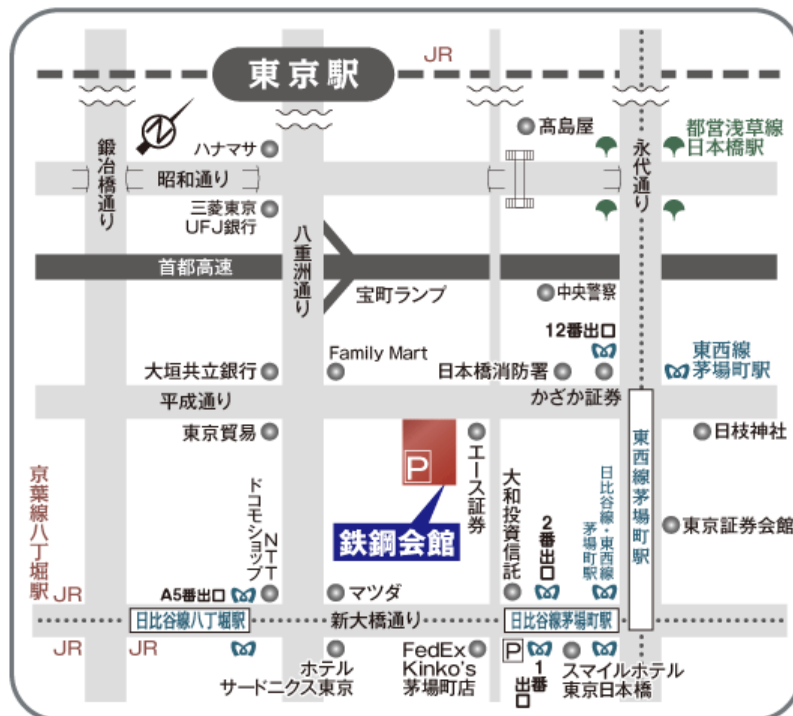 東京駅
JR
髙島屋
都営浅草線
日本橋駅
鍛冶橋通り
ハナマサ
昭和通り
永代通り
三菱東京
UFJ銀行
八重洲通り
首都高速
宝町ランプ
中央警察
12番出口
Family Mart
大垣共立銀行
日本橋消防署
東西線
茅場町駅
平成通り
かざか証券
東京貿易
P
エース証券
日枝神社
東西線茅場町駅
京葉線八丁堀駅
ドコモショップ
NTT
鉄鋼会館
大和投資信託
2番出口
日比谷線・東西線
茅場町駅
東京証券会館
JR
A5番出口
マツダ
日比谷線八丁堀駅
新大橋通り
日比谷線茅場町駅
JR
JR
ホテル
サードニクス東京
FedEx
Kinko's
茅場町店
P
1番
出口
スマイルホテル
東京日本橋